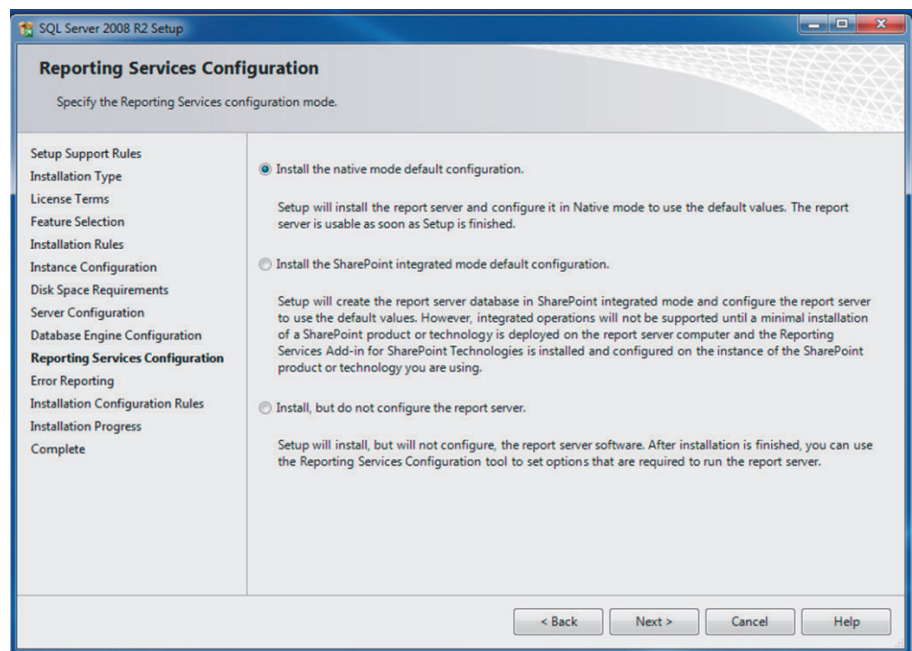 SQL Server 2008 R2 Setup
Reporting Services Configuration
Specify the Reporting Services configuration mode.
Setup Support Rules
Installation Type
License Terms
Feature Selection
Installation Rules
Instance Configuration
Disk Space Requirements
Server Configuration
Database Engine Configuration
Reporting Services Configuration
Error Reporting
Installation Configuration Rules
Installation Progress
Complete
Install the native mode default configuration.
Setup will install the report server and configure it in Native mode to use the default values. The report
server is usable as soon as Setup is finished.
Install the SharePoint integrated mode default configuration.
Setup will create the report server database in SharePoint integrated mode and configure the report server
to use the default values. However, integrated operations will not be supported until a minimal installation
of a SharePoint product or technology is deployed on the report server computer and the Reporting
Services Add-in for SharePoint Technologies is installed and configured on the instance of the SharePoint
product or technology you are using.
Install, but do not configure the report server.
Setup will install, but will not configure, the report server software. After installation is finished, you can use
the Reporting Services Configuration tool to set options that are required to run the report server.
< Back
Next >
Cancel
Help